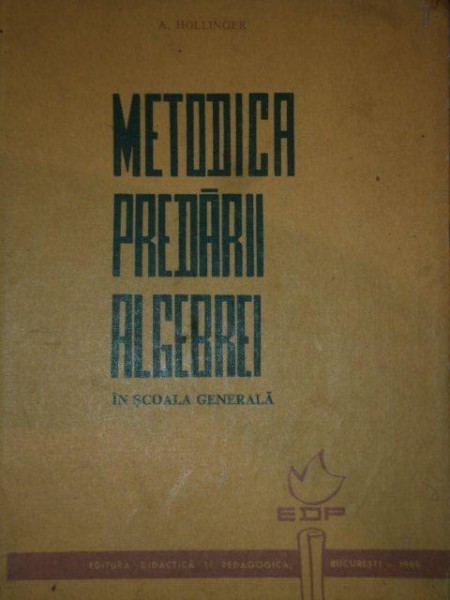 A. HOLLINGER
METODICA
PREDĂRII
ALGEBREI
ÎN ŞCOALA GENERALĂ
EDP
EDITURA DIDACTICĂ ŞI PEDAGOGICĂ, BUCUREŞTI –